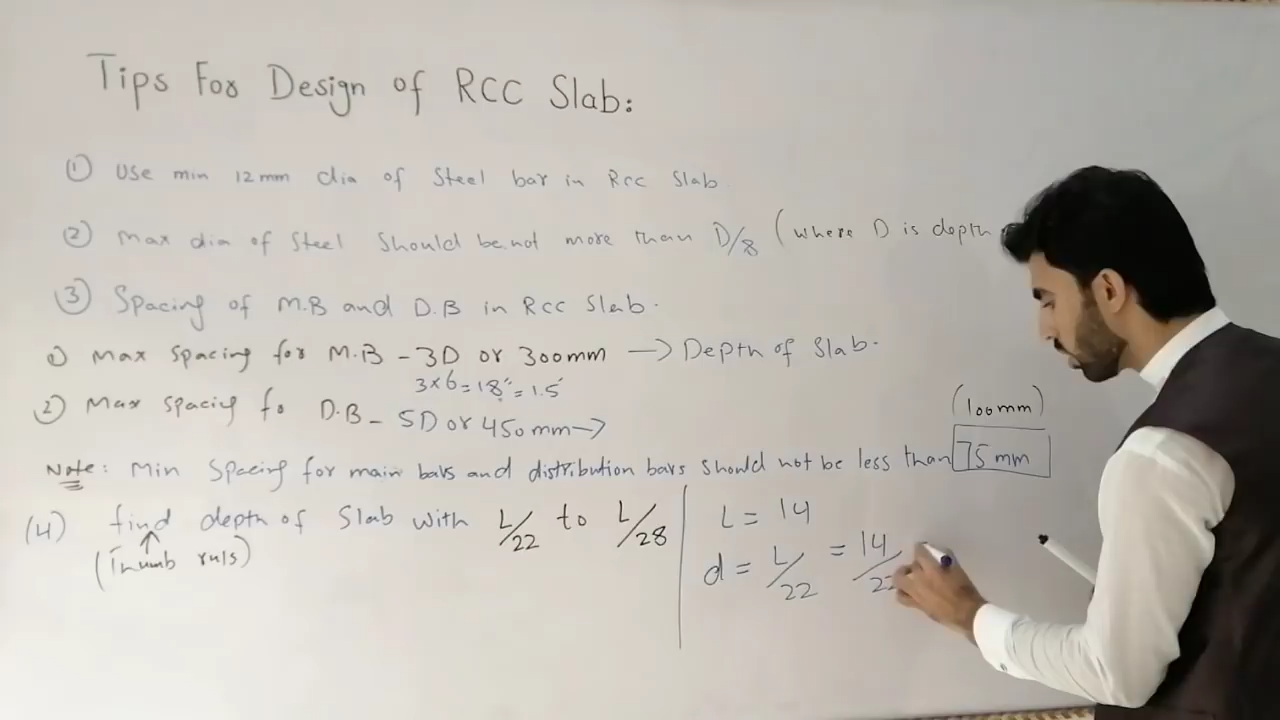 Tips For Design of RCC Slab:
① Use min 12mm dia of Steel bar in Rcc Slab.
② Max dia of Steel Should be not more than D/8 (where D is depth
③ Spacing of M.B and D.B in Rcc Slab.
1) Max Spacing for M.B - 3D or 300mm → Depth of Slab.
3×6=18"=1.5'
2) Max Spacing fo D.B - 5D or 450mm→
(100mm)
Note: Min Spacing for main bars and distribution bars should not be less than 75mm
(4) find depth of Slab with L/22 to L/28
(Thumb ruls)
L = 14
d = L/22 = 14/22